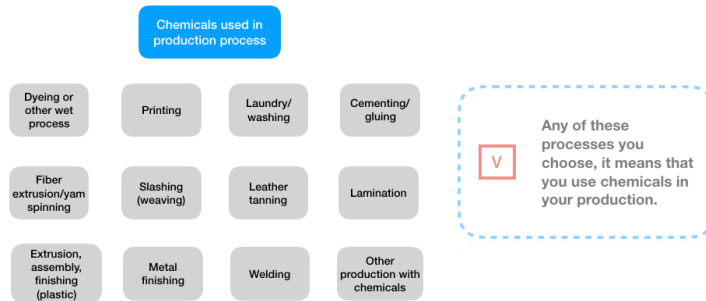 Chemicals used in
production process
Dyeing or
other wet
process
Printing
Laundry/
washing
Cementing/
gluing
Fiber
extrusion/yam
spinning
Slashing
(weaving)
Leather
tanning
Lamination
Extrusion,
assembly,
finishing
(plastic)
Metal
finishing
Welding
Other
production with
chemicals
V
Any of these
processes you
choose, it means that
you use chemicals in
your production.